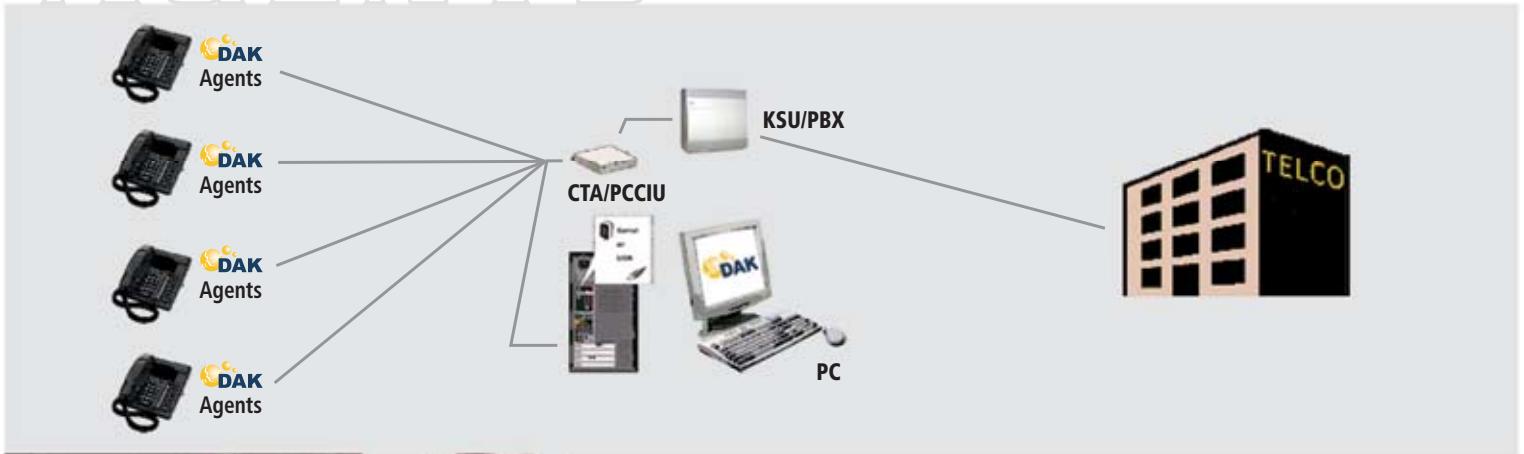 DAK
Agents
DAK
Agents
DAK
Agents
DAK
Agents
KSU/PBX
CTA/PCCIU
DAK
PC
TELCO